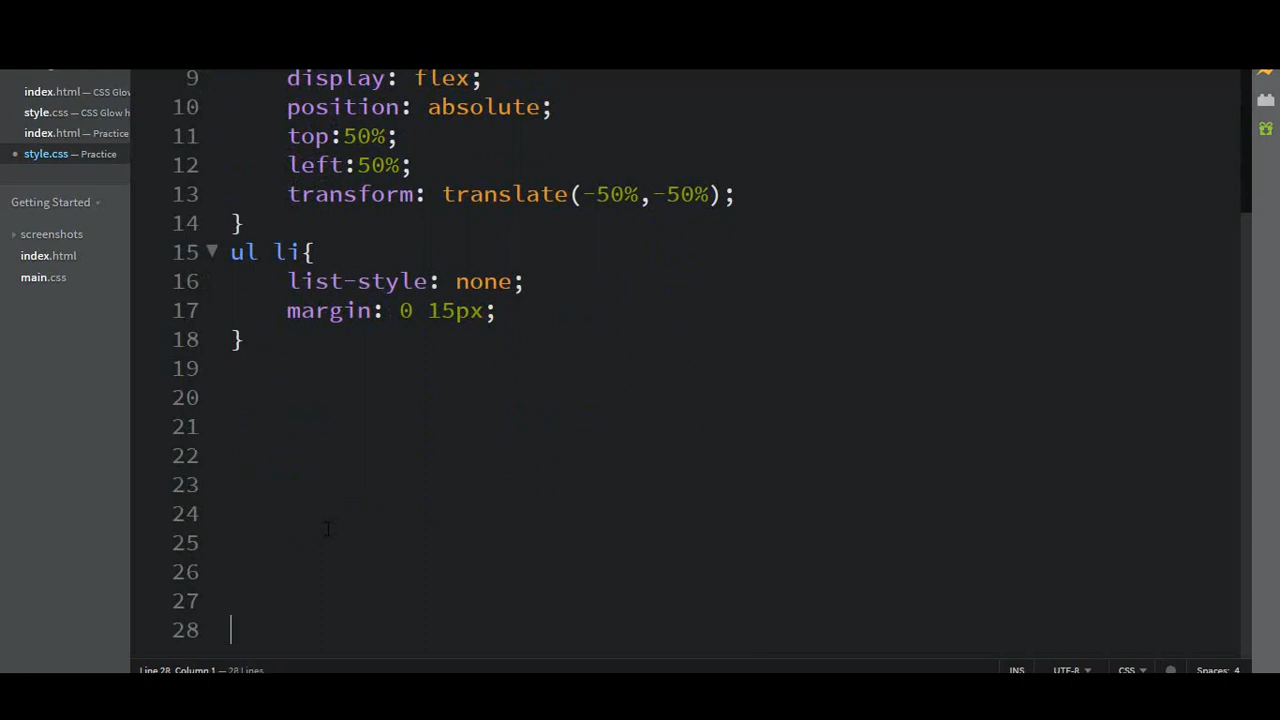 index.html — CSS Glow
style.css — CSS Glow h
index.html — Practice
• style.css — Practice
Getting Started
screenshots
index.html
main.css
9 display: flex;
10 position: absolute;
11 top:50%;
12 left:50%;
13 transform: translate(-50%,-50%);
14 }
15 ul li{
16 list-style: none;
17 margin: 0 15px;
18 }
19
20
21
22
23
24
25
26
27
28
Line 28, Column 1 — 28 Lines
INS UTF-8 CSS Spaces: 4